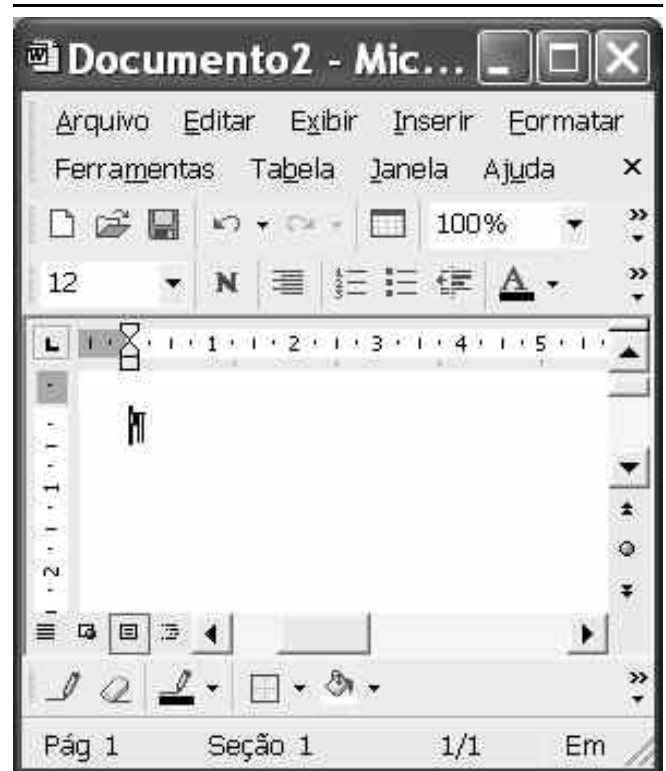 Documento2 - Mic...
Arquivo Editar Exibir Inserir Formatar
Ferramentas Tabela Janela Ajuda
100%
12 N A
L 1 2 3 4 5
¶
1
2
Pág 1 Seção 1 1/1 Em